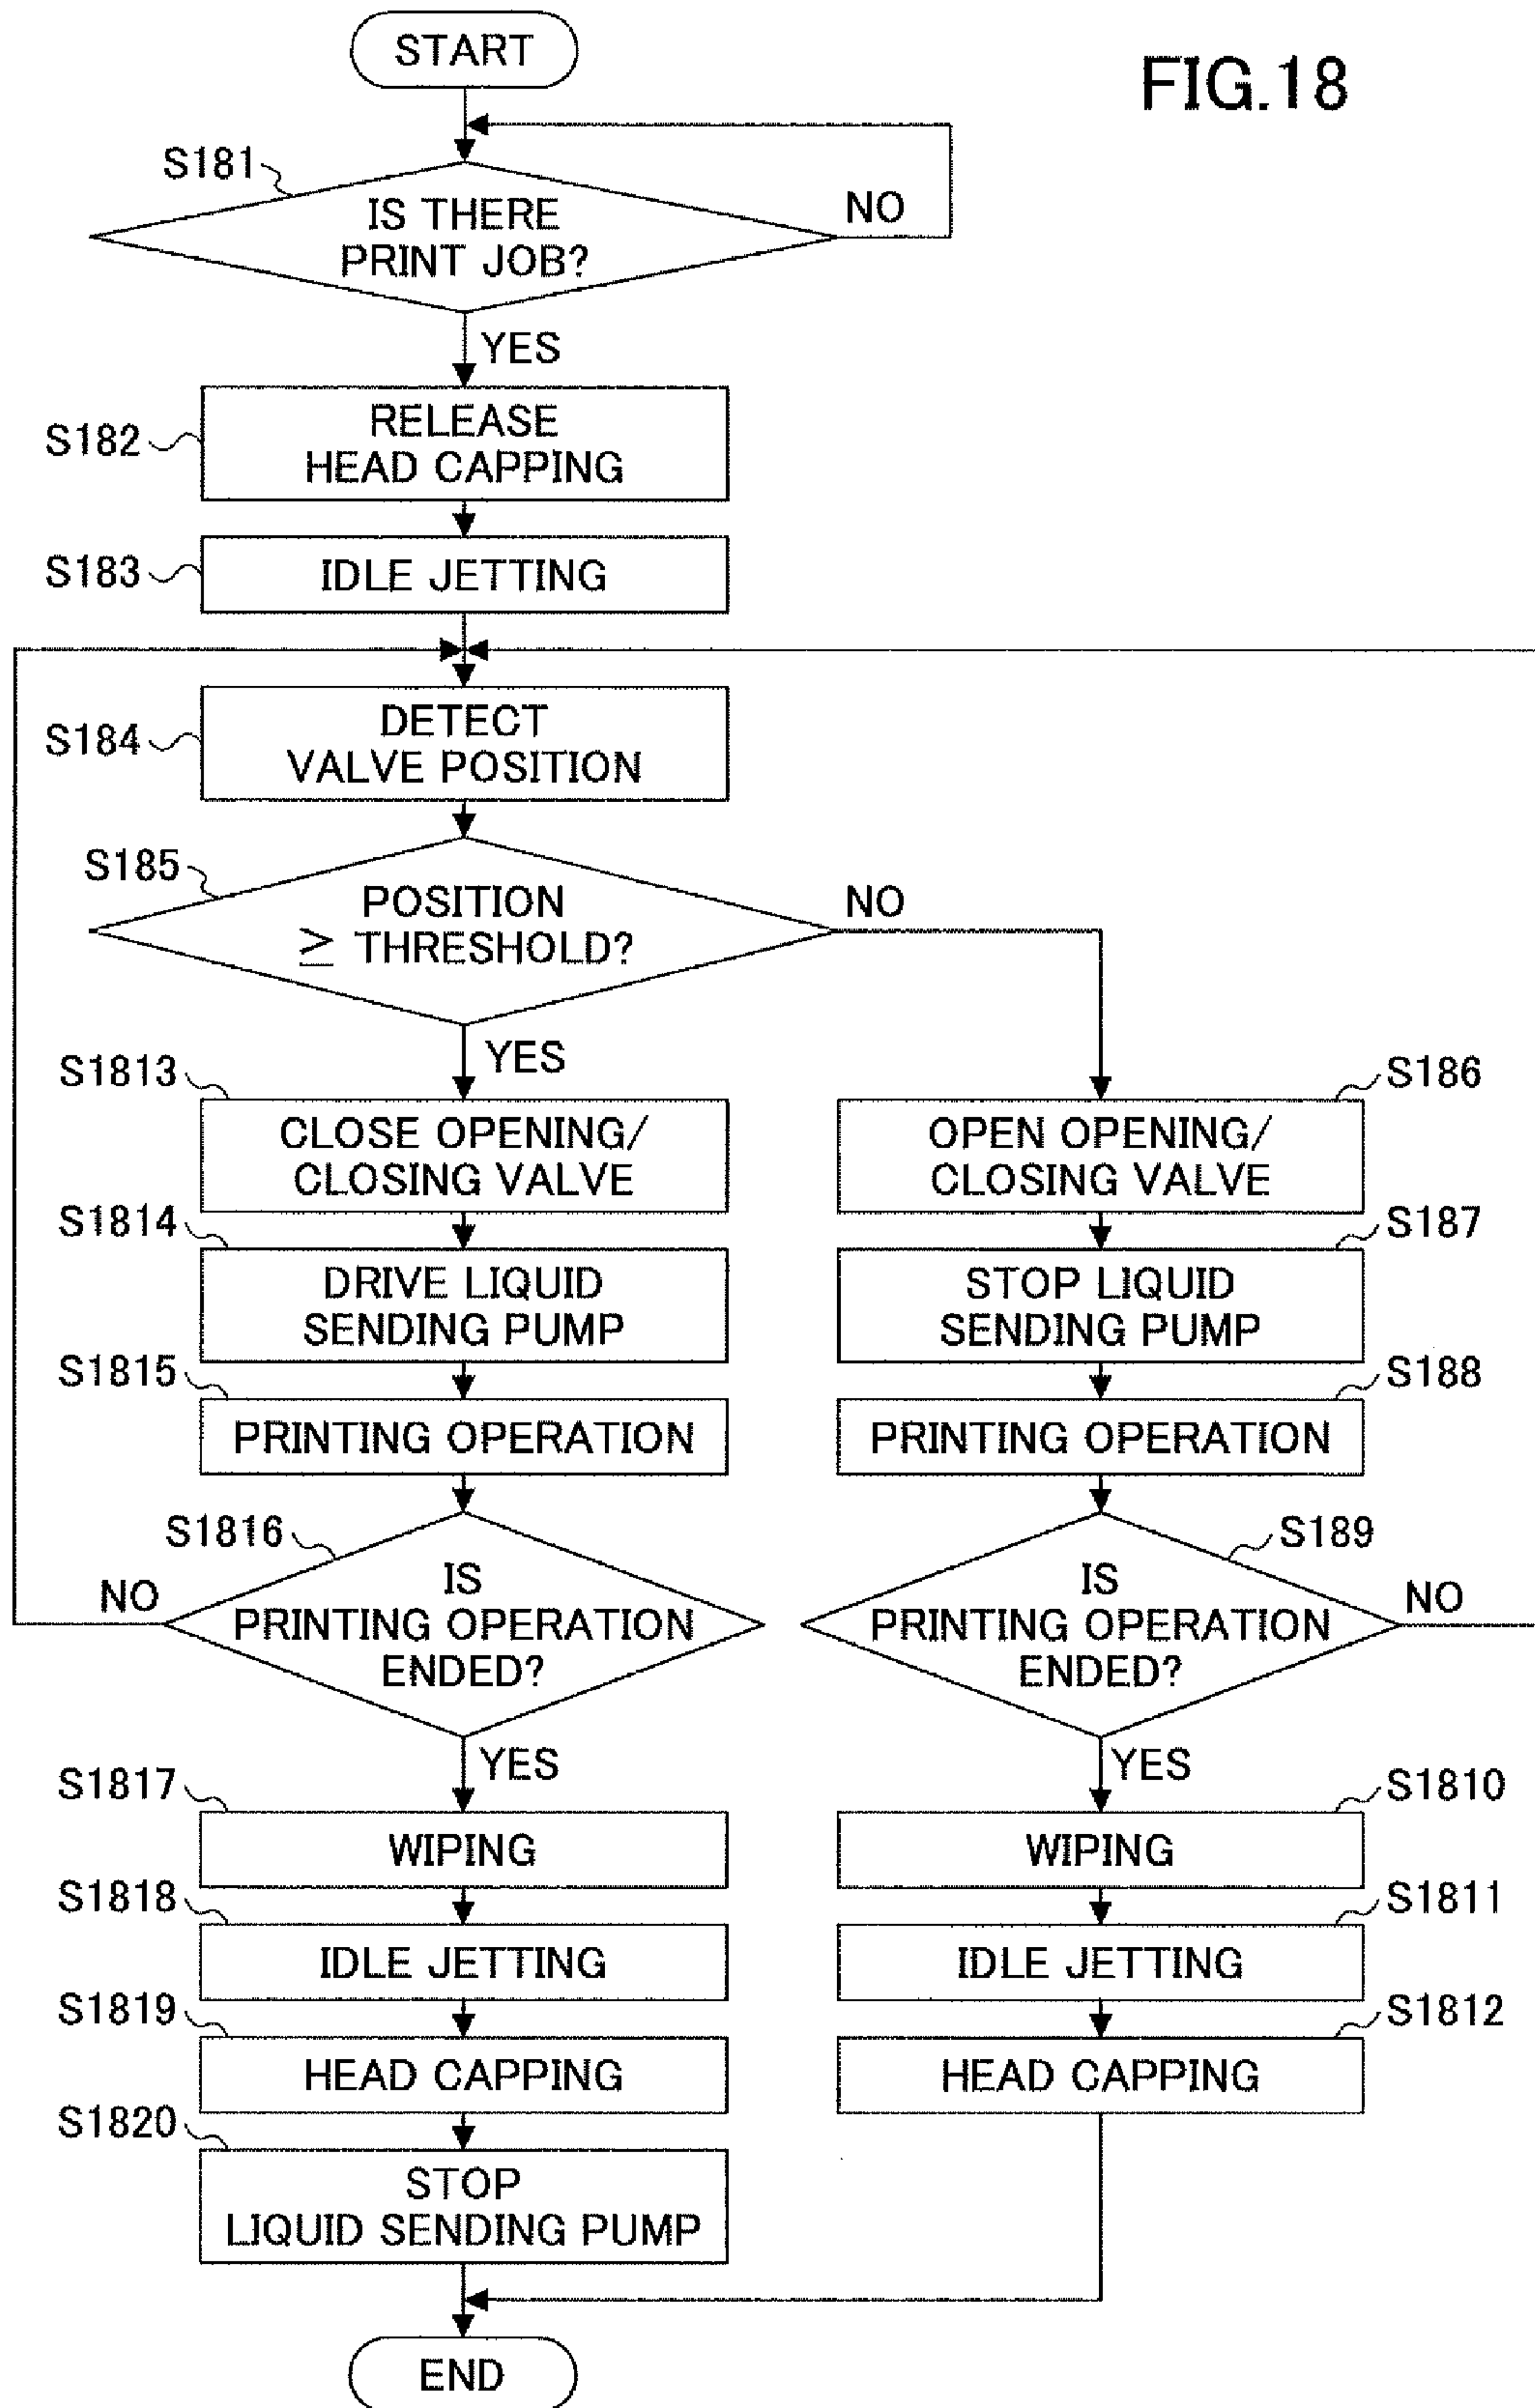 START
FIG.18
S181
IS THERE
PRINT JOB?
NO
YES
S182
RELEASE
HEAD CAPPING
S183
IDLE JETTING
S184
DETECT
VALVE POSITION
S185
POSITION
≥ THRESHOLD?
NO
YES
S1813
CLOSE OPENING/
CLOSING VALVE
S186
OPEN OPENING/
CLOSING VALVE
S1814
DRIVE LIQUID
SENDING PUMP
S187
STOP LIQUID
SENDING PUMP
S1815
PRINTING OPERATION
S188
PRINTING OPERATION
S1816
IS
PRINTING OPERATION
ENDED?
NO
YES
S189
IS
PRINTING OPERATION
ENDED?
NO
YES
S1817
WIPING
S1810
WIPING
S1818
IDLE JETTING
S1811
IDLE JETTING
S1819
HEAD CAPPING
S1812
HEAD CAPPING
S1820
STOP
LIQUID SENDING PUMP
END